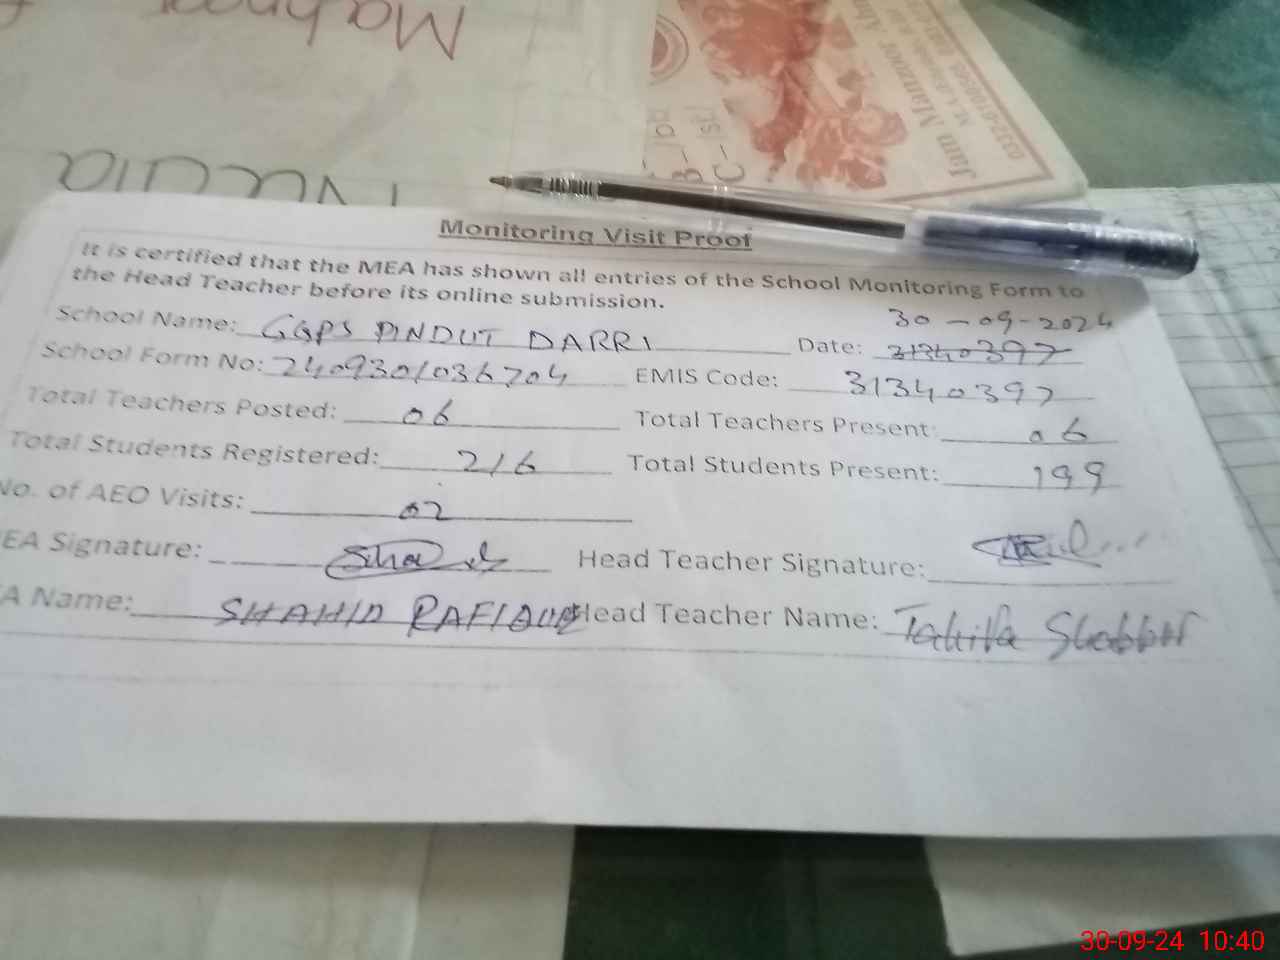 Monitoring Visit Proof
It is certified that the MEA has shown all entries of the School Monitoring Form to
the Head Teacher before its online submission.
30-09-2024
School Name: GGPS PINDUT DARRI Date: 31340397
School Form No: 240930/036704 EMIS Code: 31340397
Total Teachers Posted: 06 Total Teachers Present: 06
Total Students Registered: 216 Total Students Present: 199
No. of AEO Visits: 02
EA Signature: Head Teacher Signature:
A Name: SHAHID RAFIQUE Head Teacher Name: Tahira Shabbir
Jam Manzoor
30-09-24 10:40